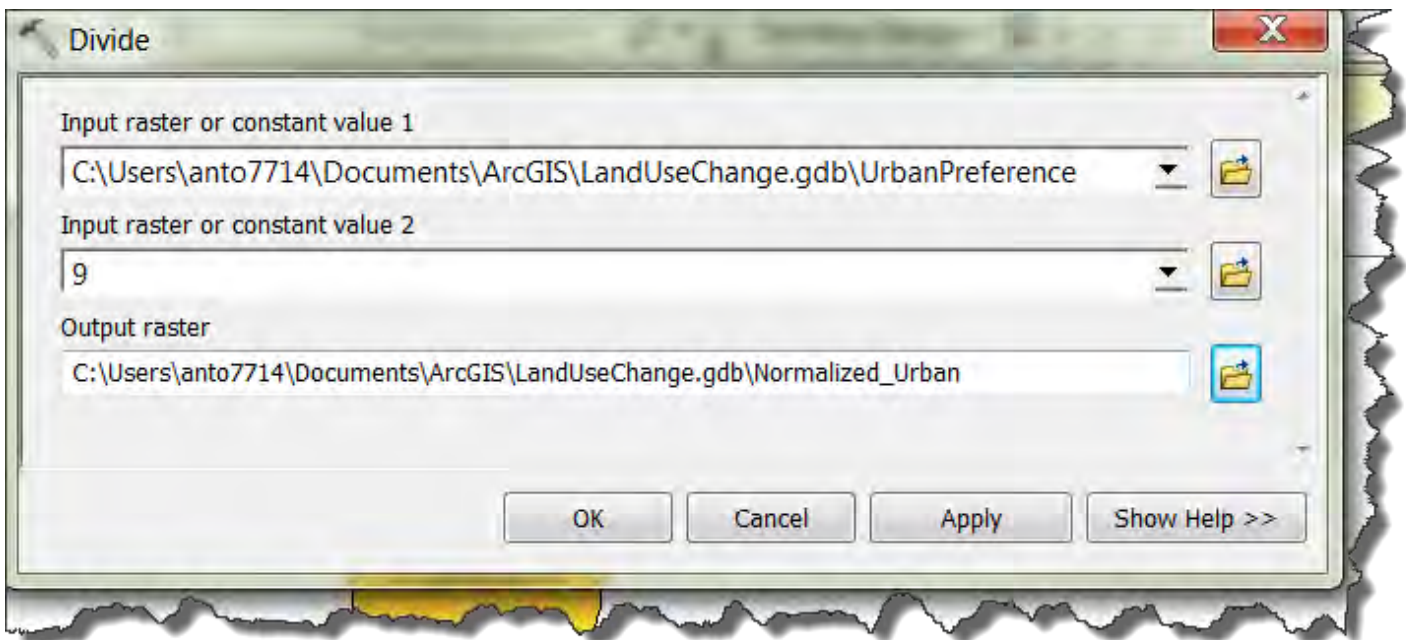 Divide
Input raster or constant value 1
C:\Users\anto7714\Documents\ArcGIS\LandUseChange.gdb\UrbanPreference
Input raster or constant value 2
9
Output raster
C:\Users\anto7714\Documents\ArcGIS\LandUseChange.gdb\Normalized_Urban
OK Cancel Apply Show Help >>